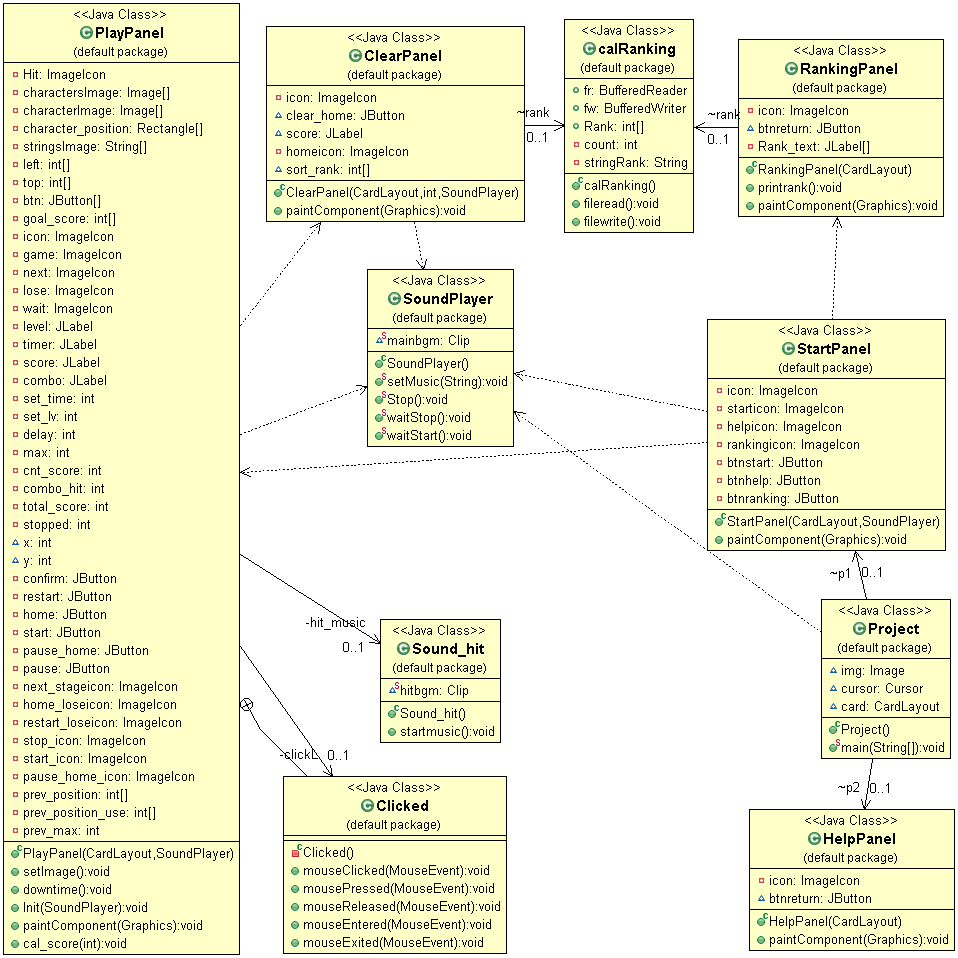 <<Java Class>>
PlayPanel
(default package)
Hit: ImageIcon
charactersImage: Image[]
characterImage: Image[]
character_position: Rectangle[]
stringsImage: String[]
left: int[]
top: int[]
btn: JButton[]
goal_score: int[]
icon: ImageIcon
game: ImageIcon
next: ImageIcon
lose: ImageIcon
wait: ImageIcon
level: JLabel
timer: JLabel
score: JLabel
combo: JLabel
set_time: int
set_lv: int
delay: int
max: int
cnt_score: int
combo_hit: int
total_score: int
stopped: int
x: int
y: int
confirm: JButton
restart: JButton
home: JButton
start: JButton
pause_home: JButton
pause: JButton
next_stageicon: ImageIcon
home_loseicon: ImageIcon
restart_loseicon: ImageIcon
stop_icon: ImageIcon
start_icon: ImageIcon
pause_home_icon: ImageIcon
prev_position: int[]
prev_position_use: int[]
prev_max: int
PlayPanel(CardLayout,SoundPlayer)
setImage():void
downtime():void
Init(SoundPlayer):void
paintComponent(Graphics):void
cal_score(int):void
<<Java Class>>
ClearPanel
(default package)
icon: ImageIcon
clear_home: JButton
score: JLabel
homeicon: ImageIcon
sort_rank: int[]
ClearPanel(CardLayout,int,SoundPlayer)
paintComponent(Graphics):void
~rank
0..1
<<Java Class>>
calRanking
(default package)
fr: BufferedReader
fw: BufferedWriter
Rank: int[]
count: int
stringRank: String
calRanking()
fileread():void
filewrite():void
~rank
0..1
<<Java Class>>
RankingPanel
(default package)
icon: ImageIcon
btnreturn: JButton
Rank_text: JLabel[]
RankingPanel(CardLayout)
printrank():void
paintComponent(Graphics):void
<<Java Class>>
SoundPlayer
(default package)
mainbgm: Clip
SoundPlayer()
setMusic(String):void
Stop():void
waitStop():void
waitStart():void
<<Java Class>>
StartPanel
(default package)
icon: ImageIcon
starticon: ImageIcon
helpicon: ImageIcon
rankingicon: ImageIcon
btnstart: JButton
btnhelp: JButton
btnranking: JButton
StartPanel(CardLayout,SoundPlayer)
paintComponent(Graphics):void
~p1
0..1
-hit_music
0..1
<<Java Class>>
Sound_hit
(default package)
hitbgm: Clip
Sound_hit()
startmusic():void
<<Java Class>>
Project
(default package)
img: Image
cursor: Cursor
card: CardLayout
Project()
main(String[]):void
-clickL
0..1
<<Java Class>>
Clicked
(default package)
Clicked()
mouseClicked(MouseEvent):void
mousePressed(MouseEvent):void
mouseReleased(MouseEvent):void
mouseEntered(MouseEvent):void
mouseExited(MouseEvent):void
~p2
0..1
<<Java Class>>
HelpPanel
(default package)
icon: ImageIcon
btnreturn: JButton
HelpPanel(CardLayout)
paintComponent(Graphics):void